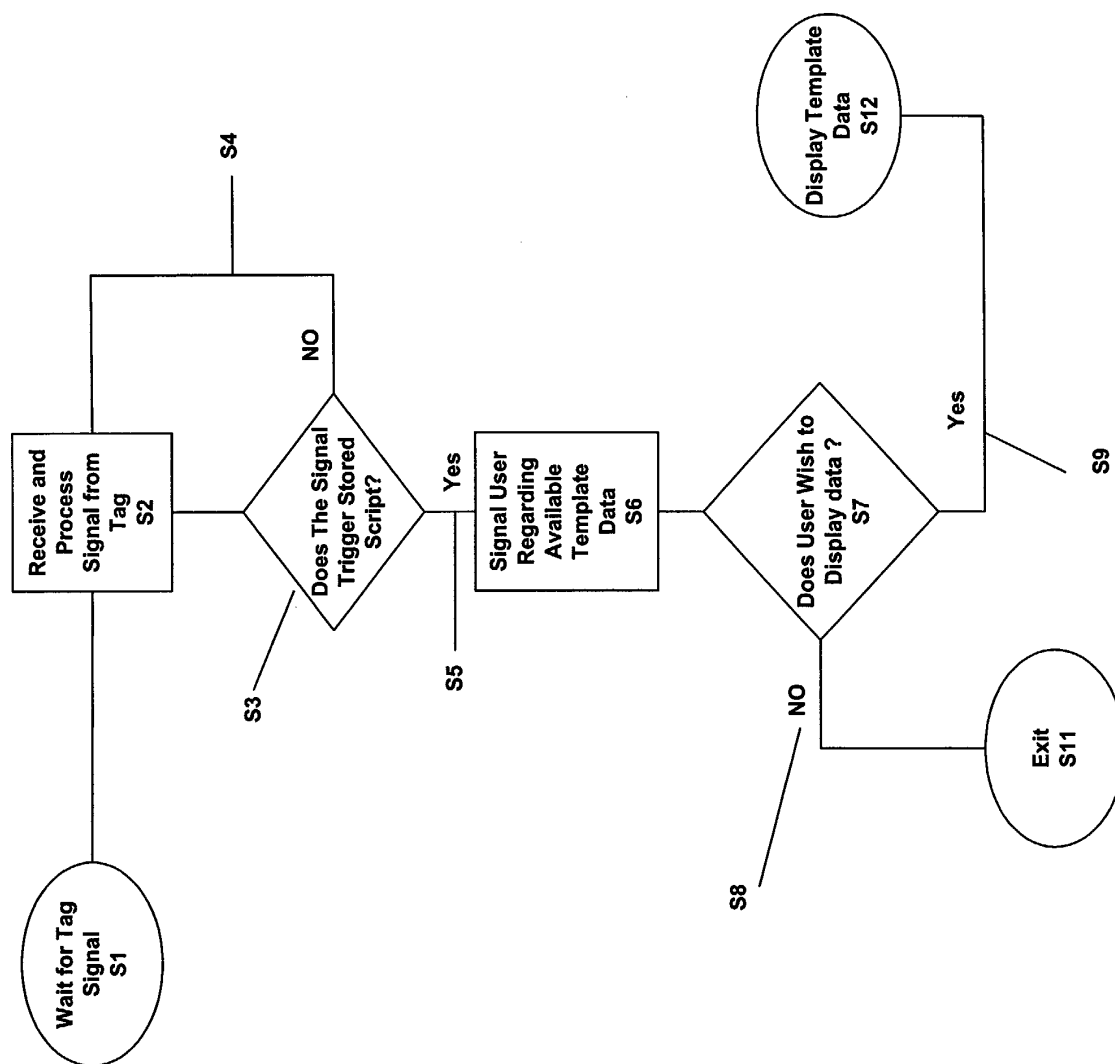 Wait for Tag
Signal
S1
Receive and
Process
Signal from
Tag
S2
S4
S3
Does The Signal
Trigger Stored
Script?
NO
S5
Yes
Signal User
Regarding
Available
Template
Data
S6
Does User Wish to
Display data ?
S7
S8
NO
Yes
S9
Exit
S11
Display Template
Data
S12